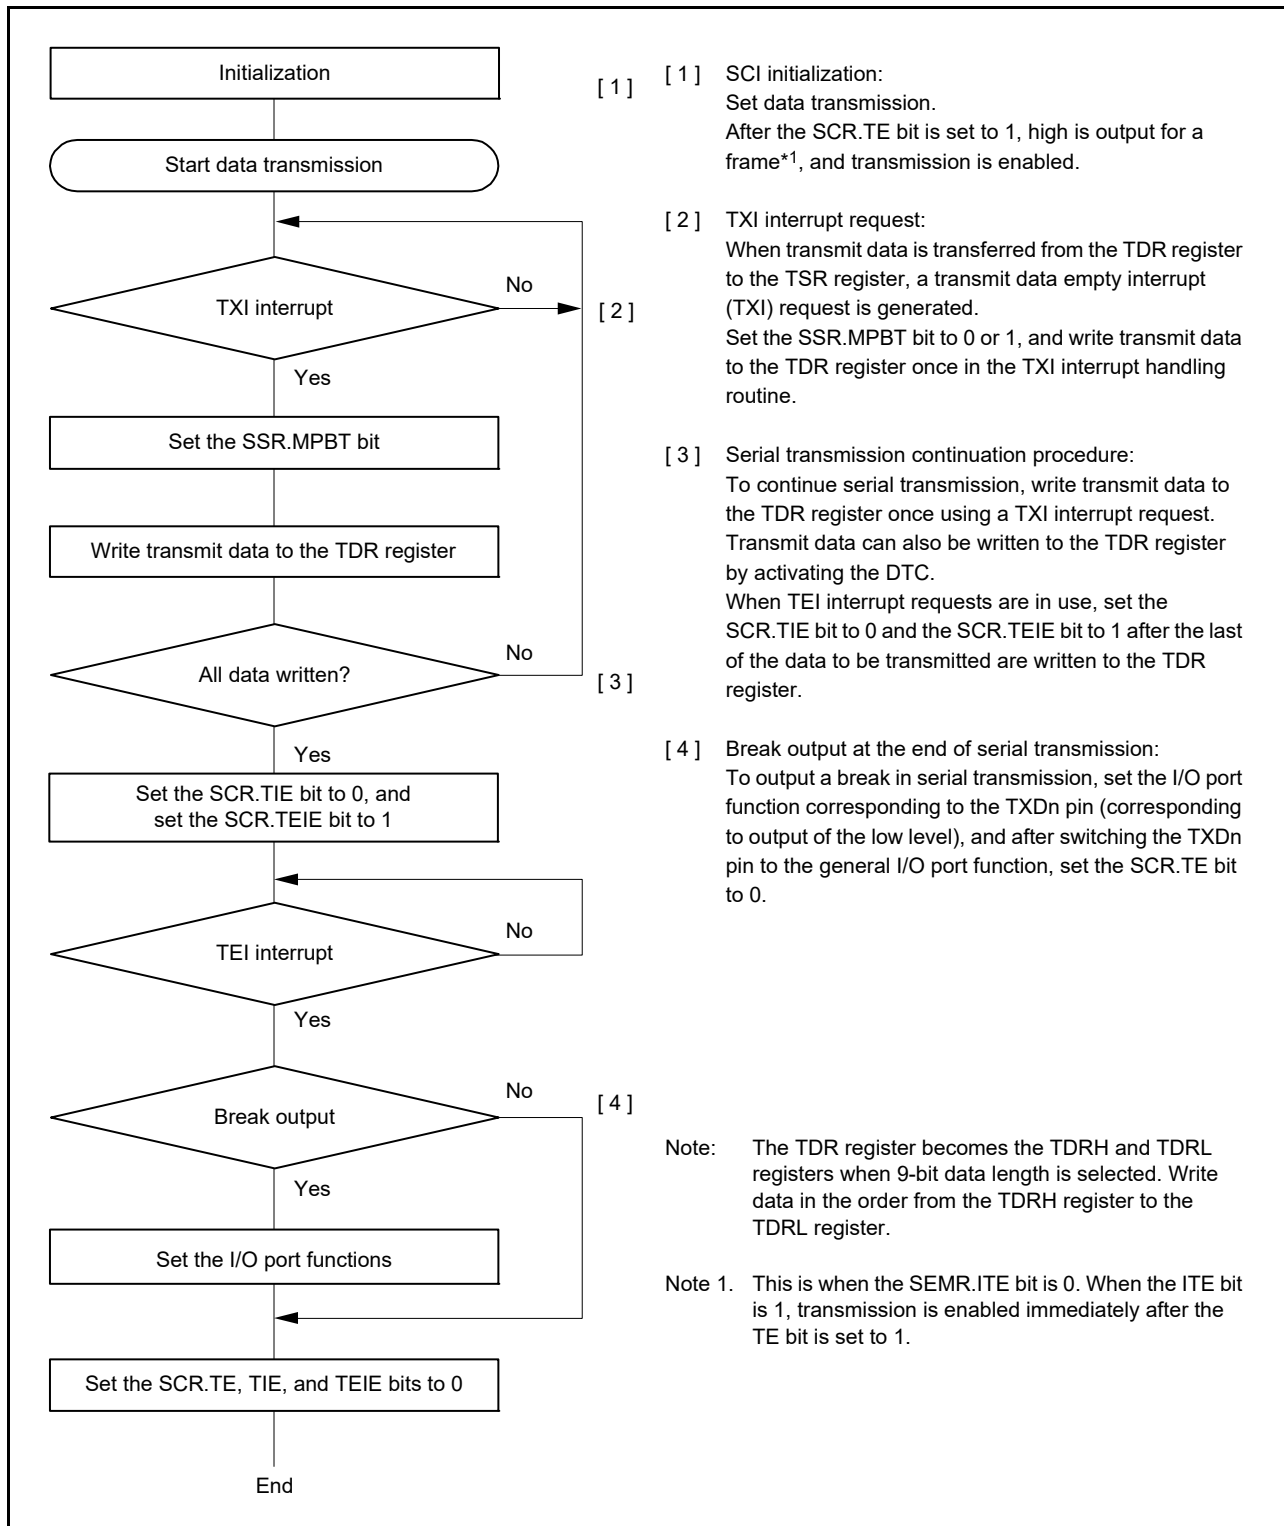 Initialization
[ 1 ]
Start data transmission
TXI interrupt
No
[ 2 ]
Yes
Set the SSR.MPBT bit
Write transmit data to the TDR register
All data written?
No
[ 3 ]
Yes
Set the SCR.TIE bit to 0, and
set the SCR.TEIE bit to 1
TEI interrupt
No
Yes
Break output
No
[ 4 ]
Yes
Set the I/O port functions
Set the SCR.TE, TIE, and TEIE bits to 0
End
[ 1 ] SCI initialization:
Set data transmission.
After the SCR.TE bit is set to 1, high is output for a
frame*1, and transmission is enabled.
[ 2 ] TXI interrupt request:
When transmit data is transferred from the TDR register
to the TSR register, a transmit data empty interrupt
(TXI) request is generated.
Set the SSR.MPBT bit to 0 or 1, and write transmit data
to the TDR register once in the TXI interrupt handling
routine.
[ 3 ] Serial transmission continuation procedure:
To continue serial transmission, write transmit data to
the TDR register once using a TXI interrupt request.
Transmit data can also be written to the TDR register
by activating the DTC.
When TEI interrupt requests are in use, set the
SCR.TIE bit to 0 and the SCR.TEIE bit to 1 after the last
of the data to be transmitted are written to the TDR
register.
[ 4 ] Break output at the end of serial transmission:
To output a break in serial transmission, set the I/O port
function corresponding to the TXDn pin (corresponding
to output of the low level), and after switching the TXDn
pin to the general I/O port function, set the SCR.TE bit
to 0.
Note: The TDR register becomes the TDRH and TDRL
registers when 9-bit data length is selected. Write
data in the order from the TDRH register to the
TDRL register.
Note 1. This is when the SEMR.ITE bit is 0. When the ITE bit
is 1, transmission is enabled immediately after the
TE bit is set to 1.